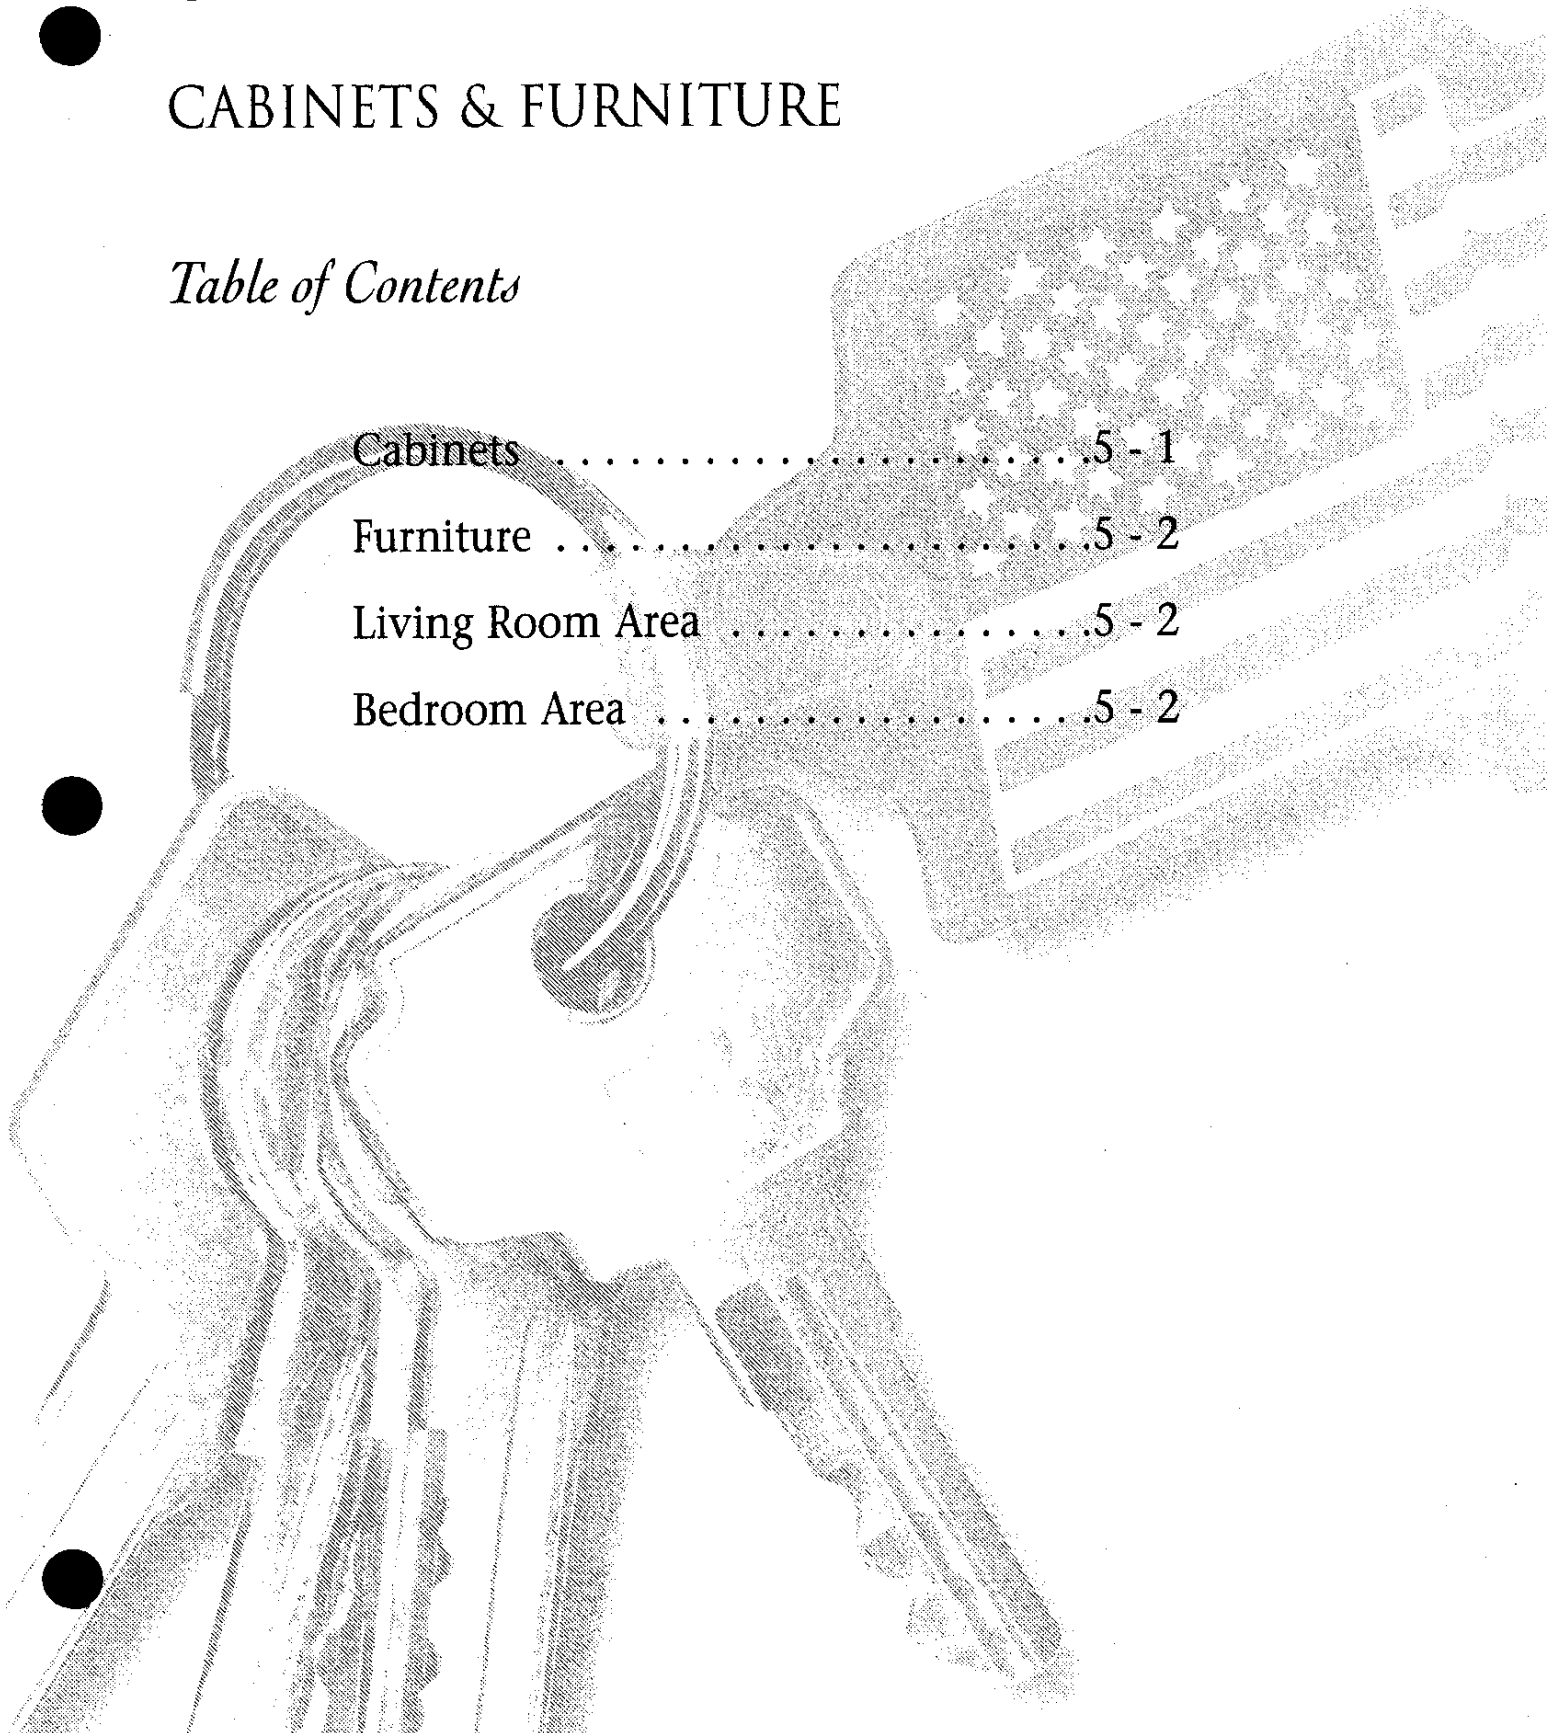 CABINETS & FURNITURE
Table of Contents
Cabinets . . . . . . . . . . . . . . . . . . . . . .5 - 1
Furniture . . . . . . . . . . . . . . . . . . . . . .5 - 2
Living Room Area . . . . . . . . . . . . . . .5 - 2
Bedroom Area . . . . . . . . . . . . . . . . . .5 - 2